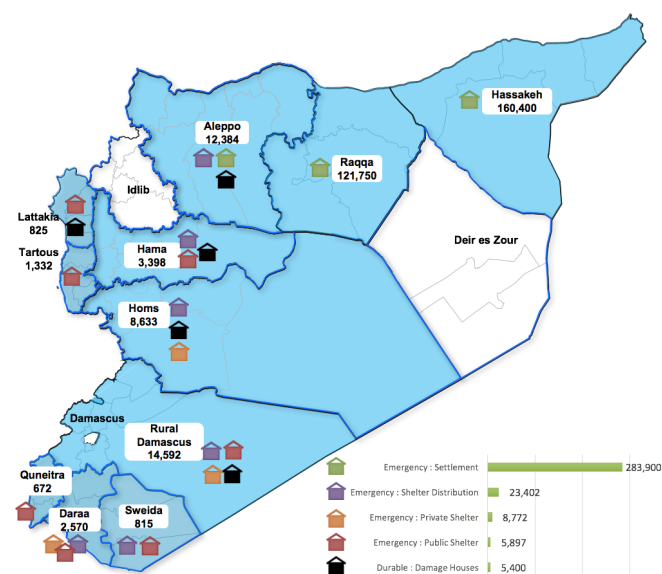 Hassakeh
160,400
Aleppo
12,384
Raqqa
121,750
Idlib
Lattakia
825
Deir es Zour
Tartous
1,332
Hama
3,398
Homs
8,633
Damascus
Rural
Damascus
14,592
Quneitra
672
Daraa
2,570
Sweida
815
Emergency : Settlement 283,900
Emergency : Shelter Distribution 23,402
Emergency : Private Shelter 8,772
Emergency : Public Shelter 5,897
Durable : Damage Houses 5,400